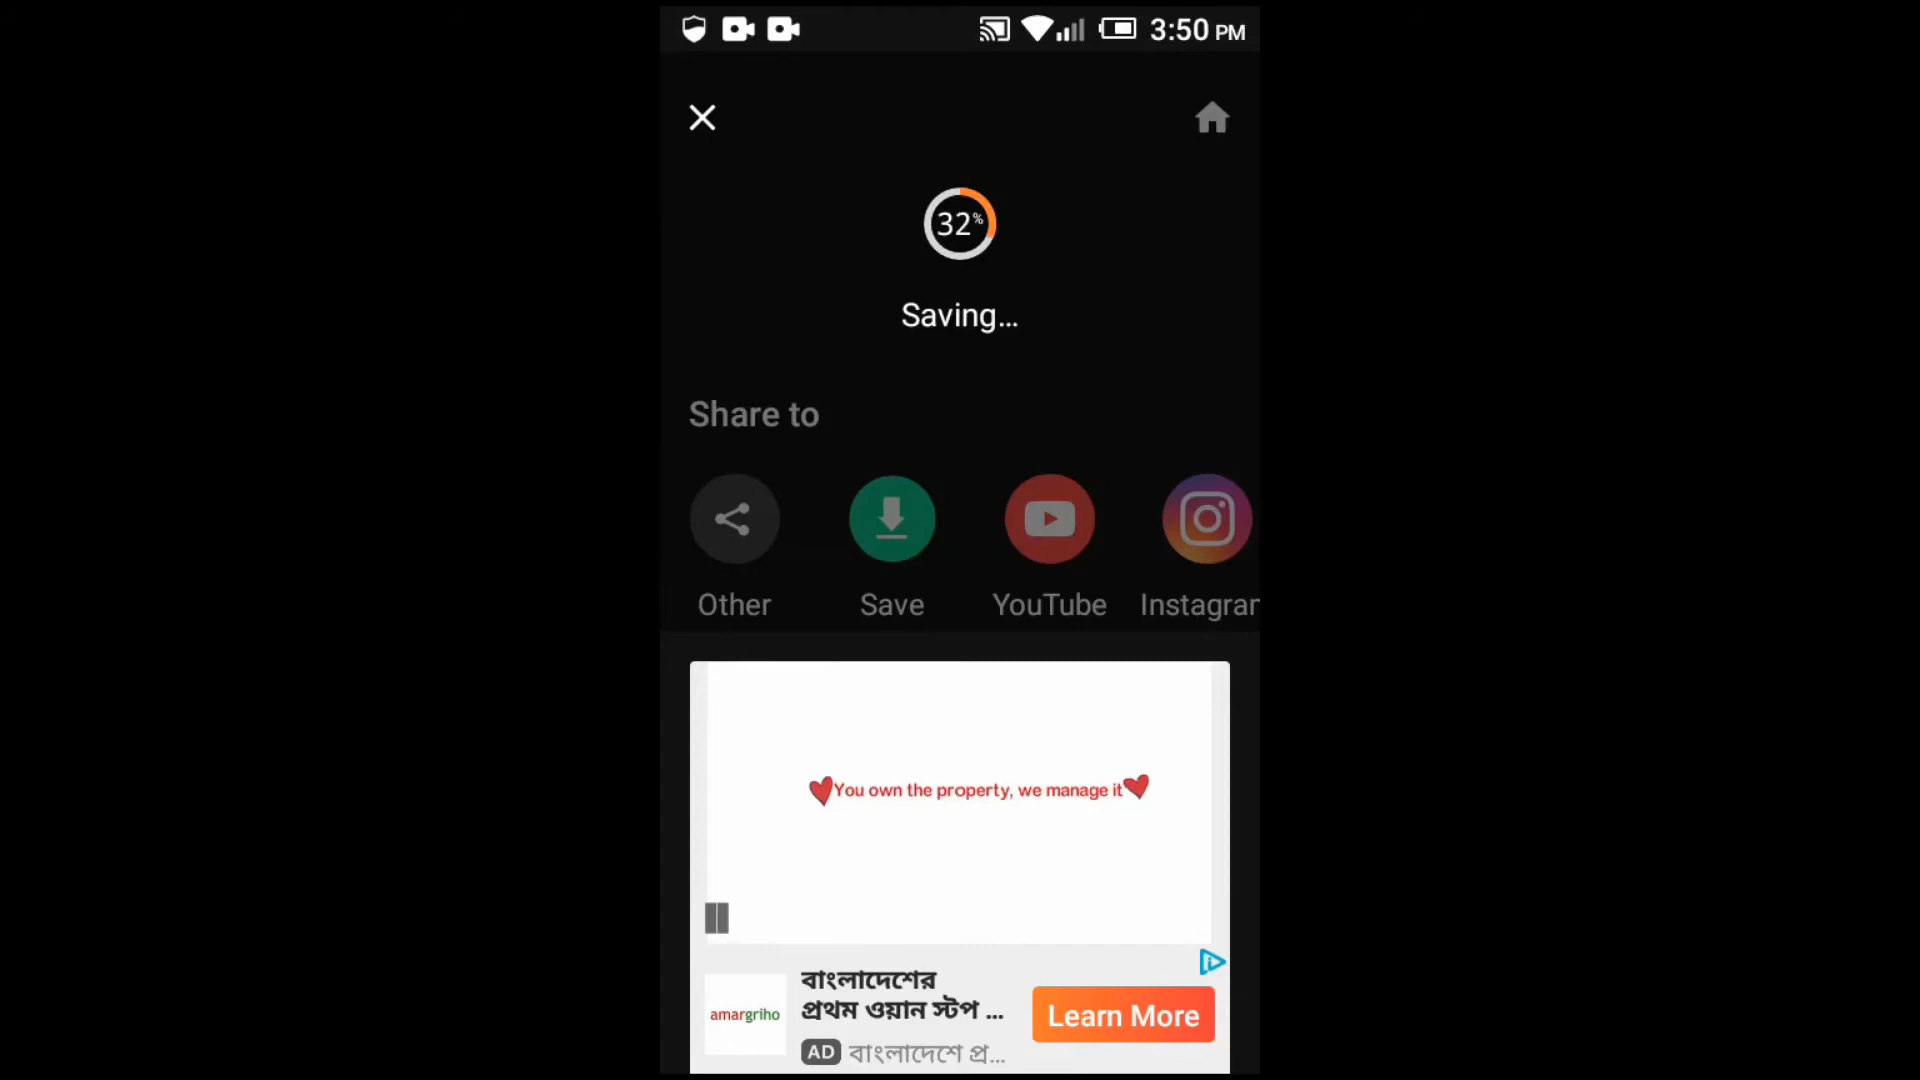 3:50 PM
32%
Saving...
Share to
Other
Save
YouTube
Instagram
You own the property, we manage it
বাংলাদেশের
প্রথম ওয়ান স্টপ ...
amargriho
Learn More
AD বাংলাদেশে প্র...